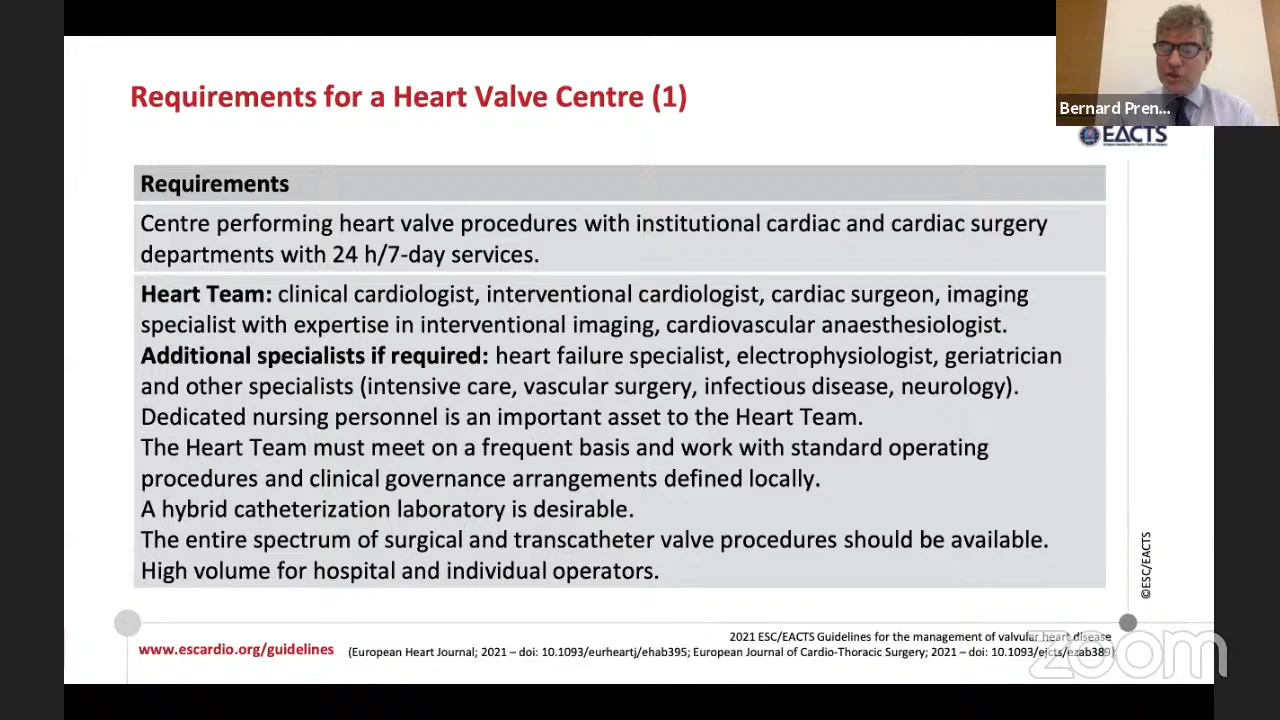 Requirements for a Heart Valve Centre (1)
Bernard Pren...
EACTS
Requirements
Centre performing heart valve procedures with institutional cardiac and cardiac surgery
departments with 24 h/7-day services.
Heart Team: clinical cardiologist, interventional cardiologist, cardiac surgeon, imaging
specialist with expertise in interventional imaging, cardiovascular anaesthesiologist.
Additional specialists if required: heart failure specialist, electrophysiologist, geriatrician
and other specialists (intensive care, vascular surgery, infectious disease, neurology).
Dedicated nursing personnel is an important asset to the Heart Team.
The Heart Team must meet on a frequent basis and work with standard operating
procedures and clinical governance arrangements defined locally.
A hybrid catheterization laboratory is desirable.
The entire spectrum of surgical and transcatheter valve procedures should be available.
High volume for hospital and individual operators.
©ESC/EACTS
www.escardio.org/guidelines
2021 ESC/EACTS Guidelines for the management of valvular heart disease
(European Heart Journal; 2021 – doi: 10.1093/eurheartj/ehab395; European Journal of Cardio-Thoracic Surgery; 2021 – doi: 10.1093/ejcts/ezab389)
zoom